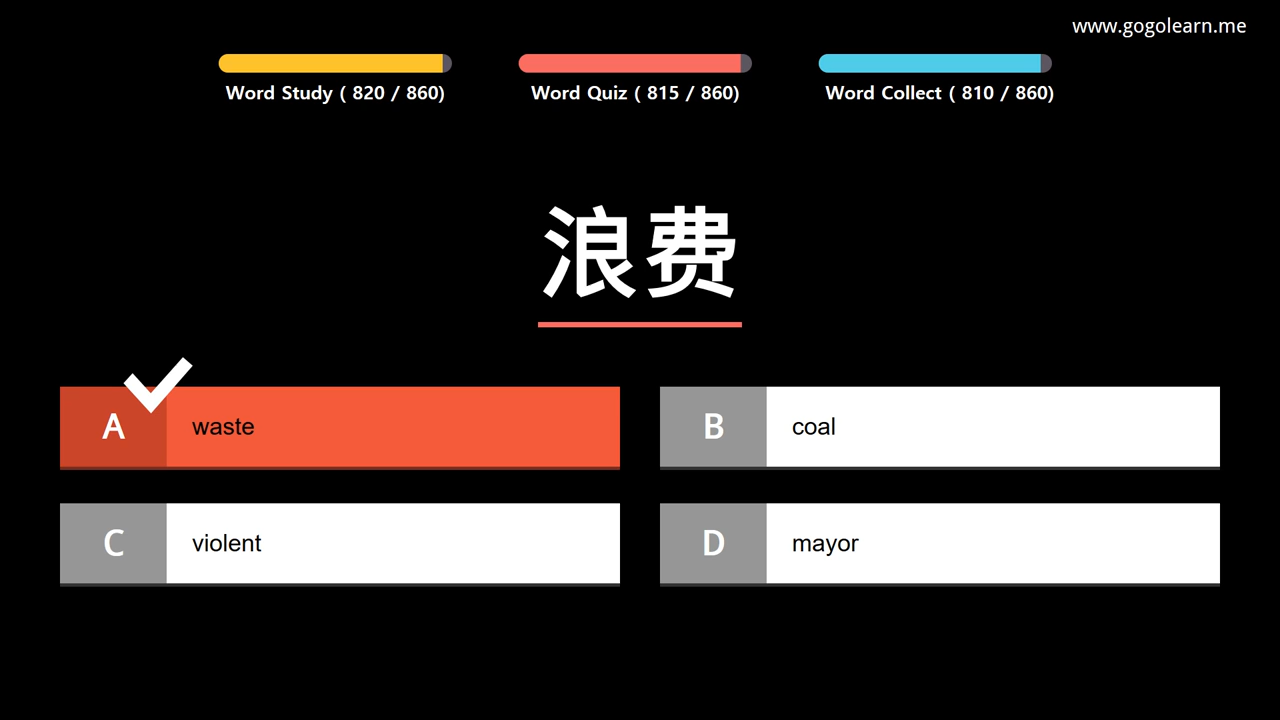 www.gogolearn.me
Word Study ( 820 / 860)
Word Quiz ( 815 / 860)
Word Collect ( 810 / 860)
浪费
A waste
B coal
C violent
D mayor